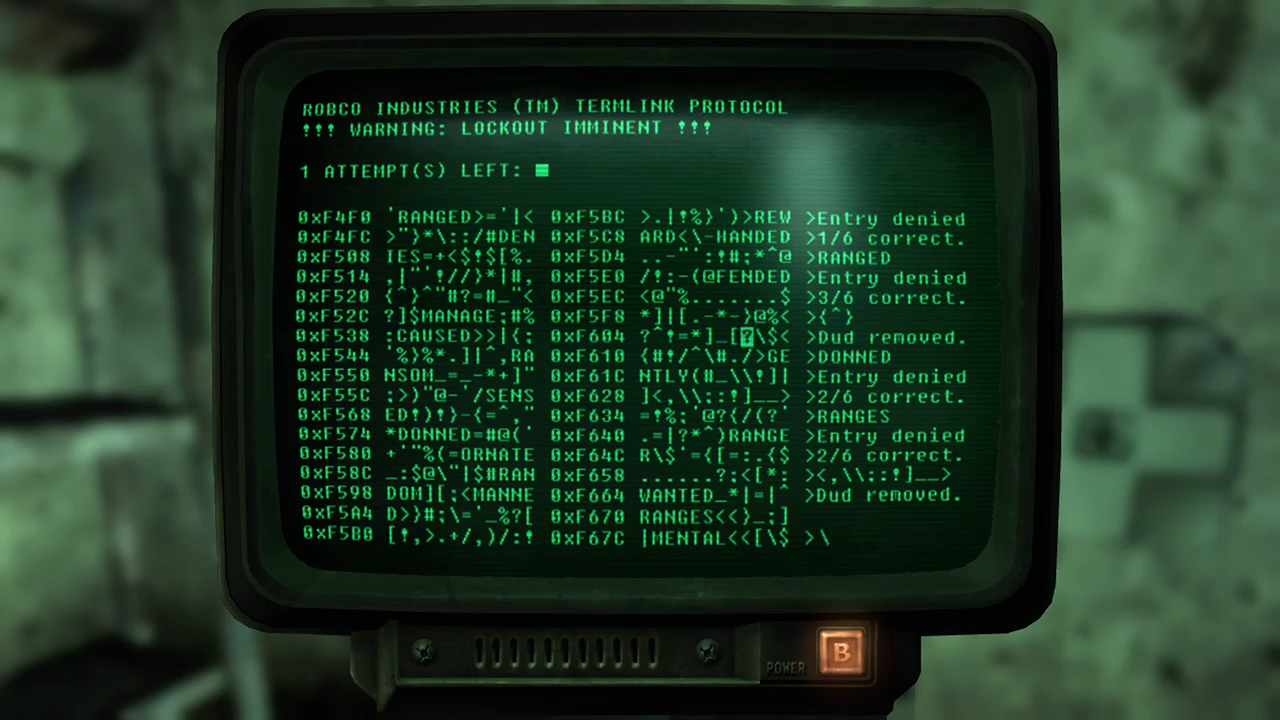 ROBCO INDUSTRIES (TM) TERMLINK PROTOCOL
!!! WARNING: LOCKOUT IMMINENT !!!
1 ATTEMPT(S) LEFT:
0xF4F0 'RANGED>='|< 0xF5BC >.|!%}')>REW >Entry denied
0xF4FC >"}*\::/#DEN 0xF5C8 ARD<\-HANDED >1/6 correct.
0xF508 IES=+<$!$[%. 0xF5D4 ..-"':!#;*^@ >RANGED
0xF514 ,|"'!//}*|#, 0xF5E0 /!:-(@FENDED >Entry denied
0xF520 {^}^"#?=#_"< 0xF5EC <@"%.......$ >3/6 correct.
0xF52C ?]$MANAGE;#% 0xF5F8 *]|[.-*-}@%< >{^}
0xF538 :CAUSED>>|{; 0xF604 ?^!=*]_[?\$< >Dud removed.
0xF544 '%}%*.]|^,RA 0xF610 {#!/^\#./>GE >DONNED
0xF550 NSOM_=_-*+]" 0xF61C NTLY(#_\\!]| >Entry denied
0xF55C :>)"@-'/SENS 0xF628 ]<,\\::!]__> >2/6 correct.
0xF568 ED!)!}-{=^," 0xF634 =!%;'@?{/(?' >RANGES
0xF574 *DONNED=#@(' 0xF640 .=|?*^)RANGE >Entry denied
0xF580 +'"%(=ORNATE 0xF64C R\$'={[=:.{$ >2/6 correct.
0xF58C _:$@\"|$#RAN 0xF658 ......?;<[*; ><,\\::!]__>
0xF598 DOM][;<MANNE 0xF664 WANTED_*|=|^ >Dud removed.
0xF5A4 D>}}#;\='_%?[ 0xF670 RANGES<<}_;]
0xF5B0 [!,>.+/,)/:! 0xF67C |MENTAL<<[\$ >\
POWER
B